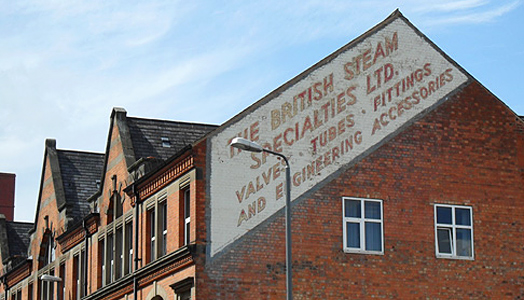 THE BRITISH STEAM
SPECIALTIES LTD.
VALVES TUBES FITTINGS
AND ENGINEERING ACCESSORIES